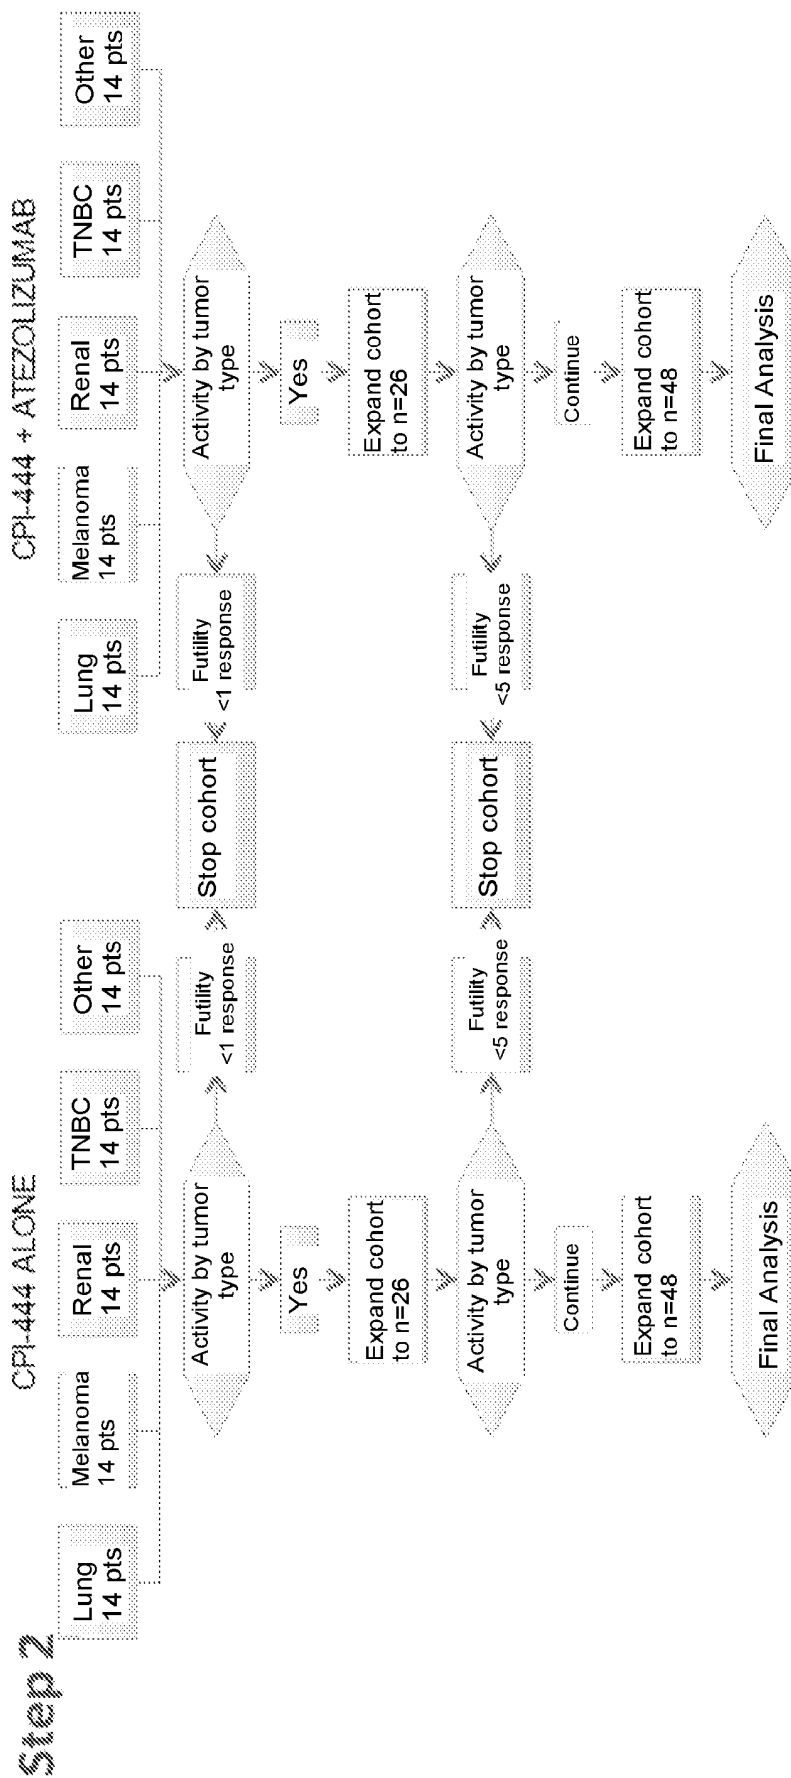 Step 2
CPI-444 ALONE
Lung
14 pts
Melanoma
14 pts
Renal
14 pts
TNBC
14 pts
Other
14 pts
Activity by tumor
type
Futility
<1 response
Yes
Expand cohort
to n=26
Activity by tumor
type
Futility
<5 response
Continue
Expand cohort
to n=48
Final Analysis
Stop cohort
Stop cohort
CPI-444 + ATEZOLIZUMAB
Lung
14 pts
Melanoma
14 pts
Renal
14 pts
TNBC
14 pts
Other
14 pts
Activity by tumor
type
Futility
<1 response
Yes
Expand cohort
to n=26
Activity by tumor
type
Futility
<5 response
Continue
Expand cohort
to n=48
Final Analysis